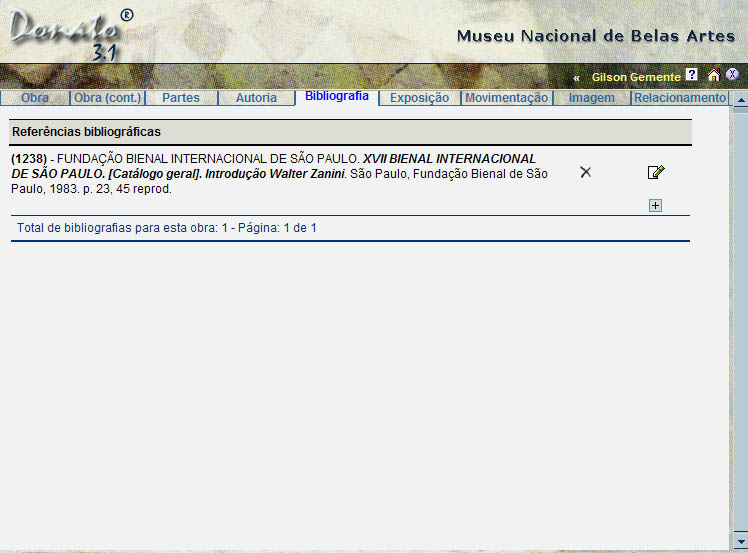 Donato ®
3.1
Museu Nacional de Belas Artes
« Gilson Gemente ? X
Obra Obra (cont.) Partes Autoria Bibliografia Exposição Movimentação Imagem Relacionamento
Referências bibliográficas
(1238) - FUNDAÇÃO BIENAL INTERNACIONAL DE SÃO PAULO. XVII BIENAL INTERNACIONAL
DE SÃO PAULO. [Catálogo geral]. Introdução Walter Zanini. São Paulo, Fundação Bienal de São
Paulo, 1983. p. 23, 45 reprod.
Total de bibliografias para esta obra: 1 - Página: 1 de 1